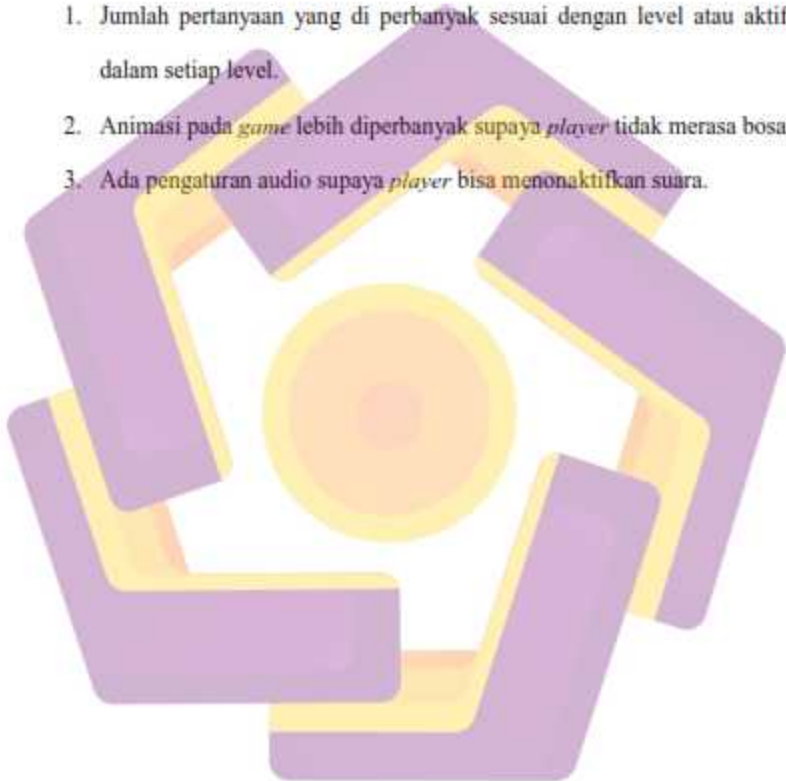 1. Jumlah pertanyaan yang di perbanyak sesuai dengan level atau aktif
dalam setiap level.
2. Animasi pada game lebih diperbanyak supaya player tidak merasa bosa
3. Ada pengaturan audio supaya player bisa menonaktifkan suara.